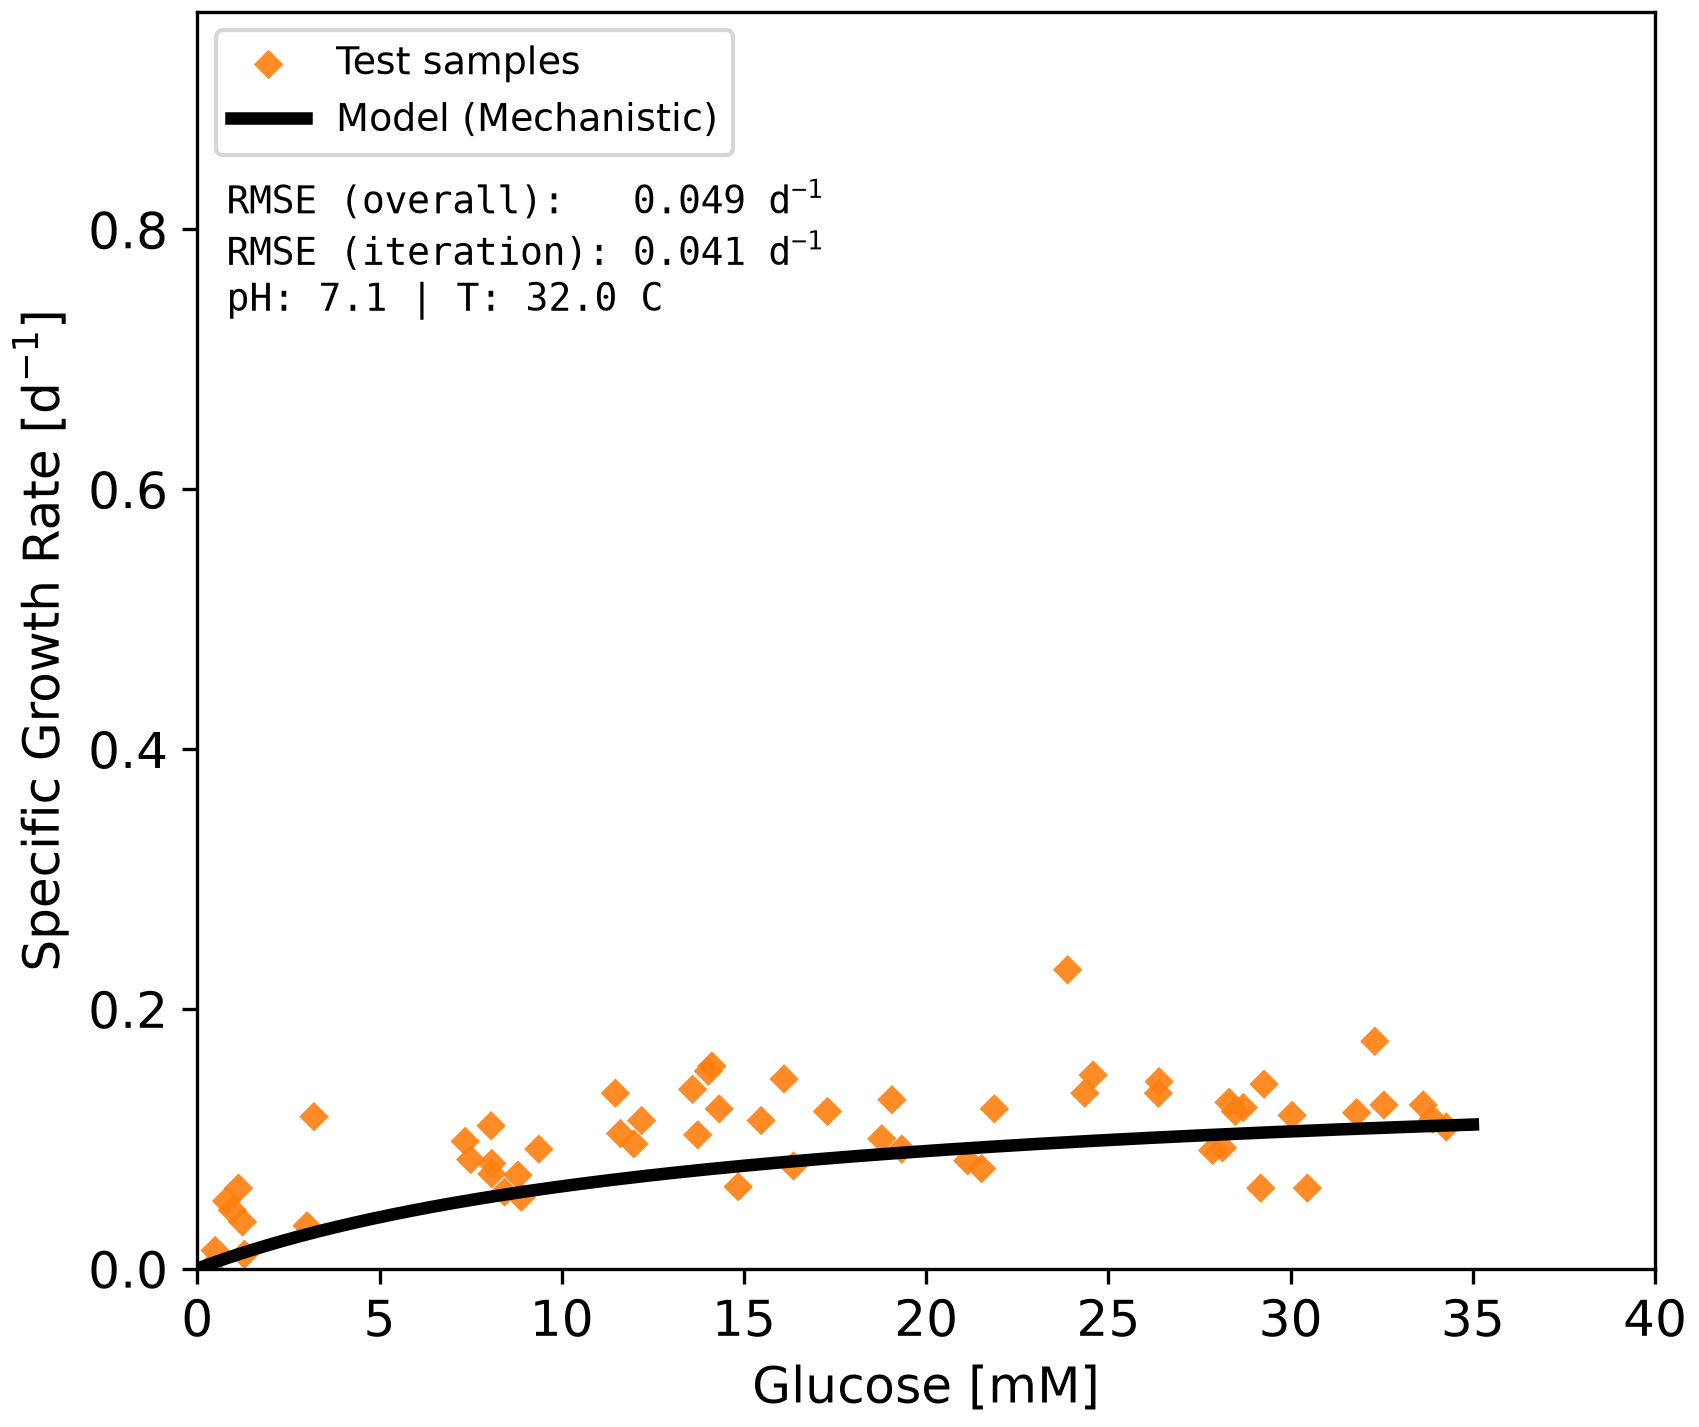 Test samples
Model (Mechanistic)
RMSE (overall):   0.049 d⁻¹
RMSE (iteration): 0.041 d⁻¹
pH: 7.1 | T: 32.0 C
Specific Growth Rate [d⁻¹]
0.8
0.6
0.4
0.2
0.0
0 5 10 15 20 25 30 35 40
Glucose [mM]